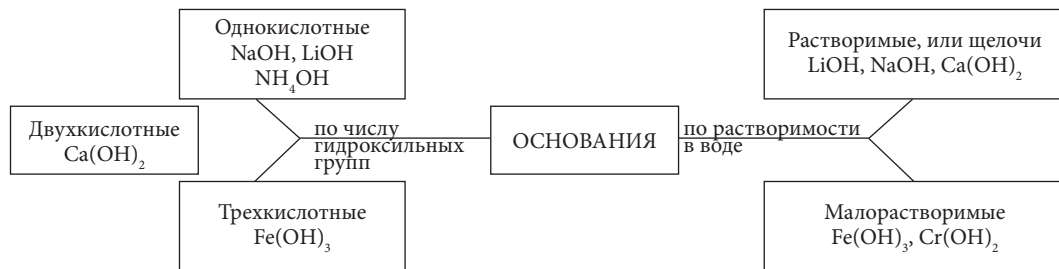 Однокислотные
NaOH, LiOH
NH₄OH
Двухкислотные
Ca(OH)₂
Трехкислотные
Fe(OH)₃
по числу
гидроксильных
групп
ОСНОВАНИЯ
по растворимости
в воде
Растворимые, или щелочи
LiOH, NaOH, Ca(OH)₂
Малорастворимые
Fe(OH)₃, Cr(OH)₂